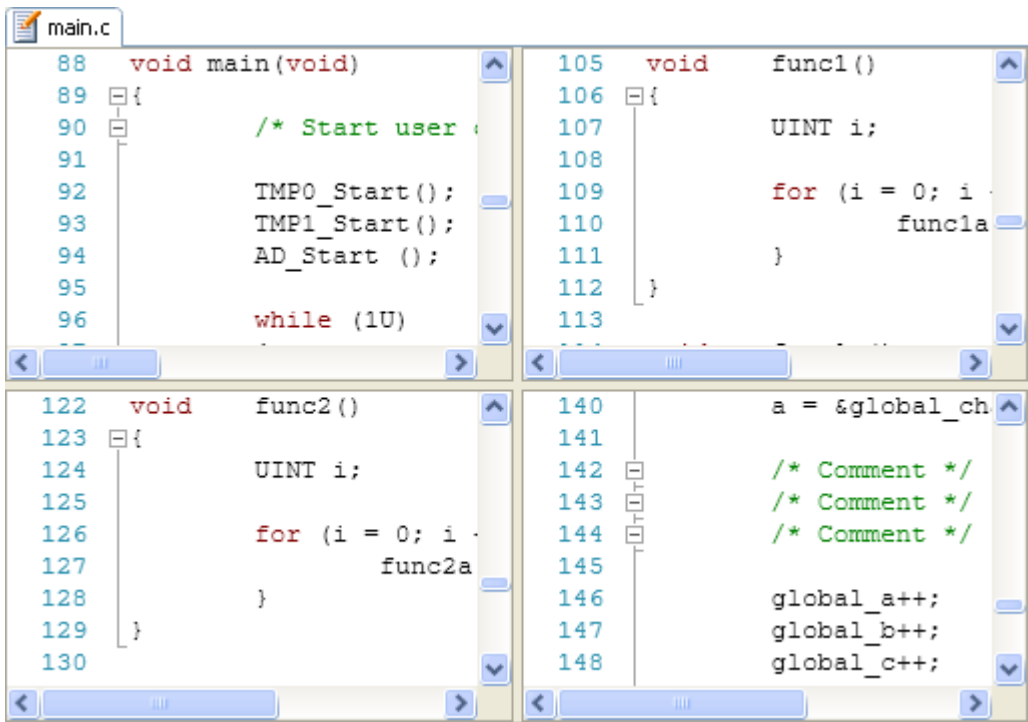 main.c
88 void main(void)
89 {
90 /* Start user
91
92 TMP0_Start();
93 TMP1_Start();
94 AD_Start ();
95
96 while (1U)
105 void func1()
106 {
107 UINT i;
108
109 for (i = 0; i
110 func1a
111 }
112 }
113
122 void func2()
123 {
124 UINT i;
125
126 for (i = 0; i
127 func2a
128 }
129 }
130
140 a = &global_ch
141
142 /* Comment */
143 /* Comment */
144 /* Comment */
145
146 global_a++;
147 global_b++;
148 global_c++;